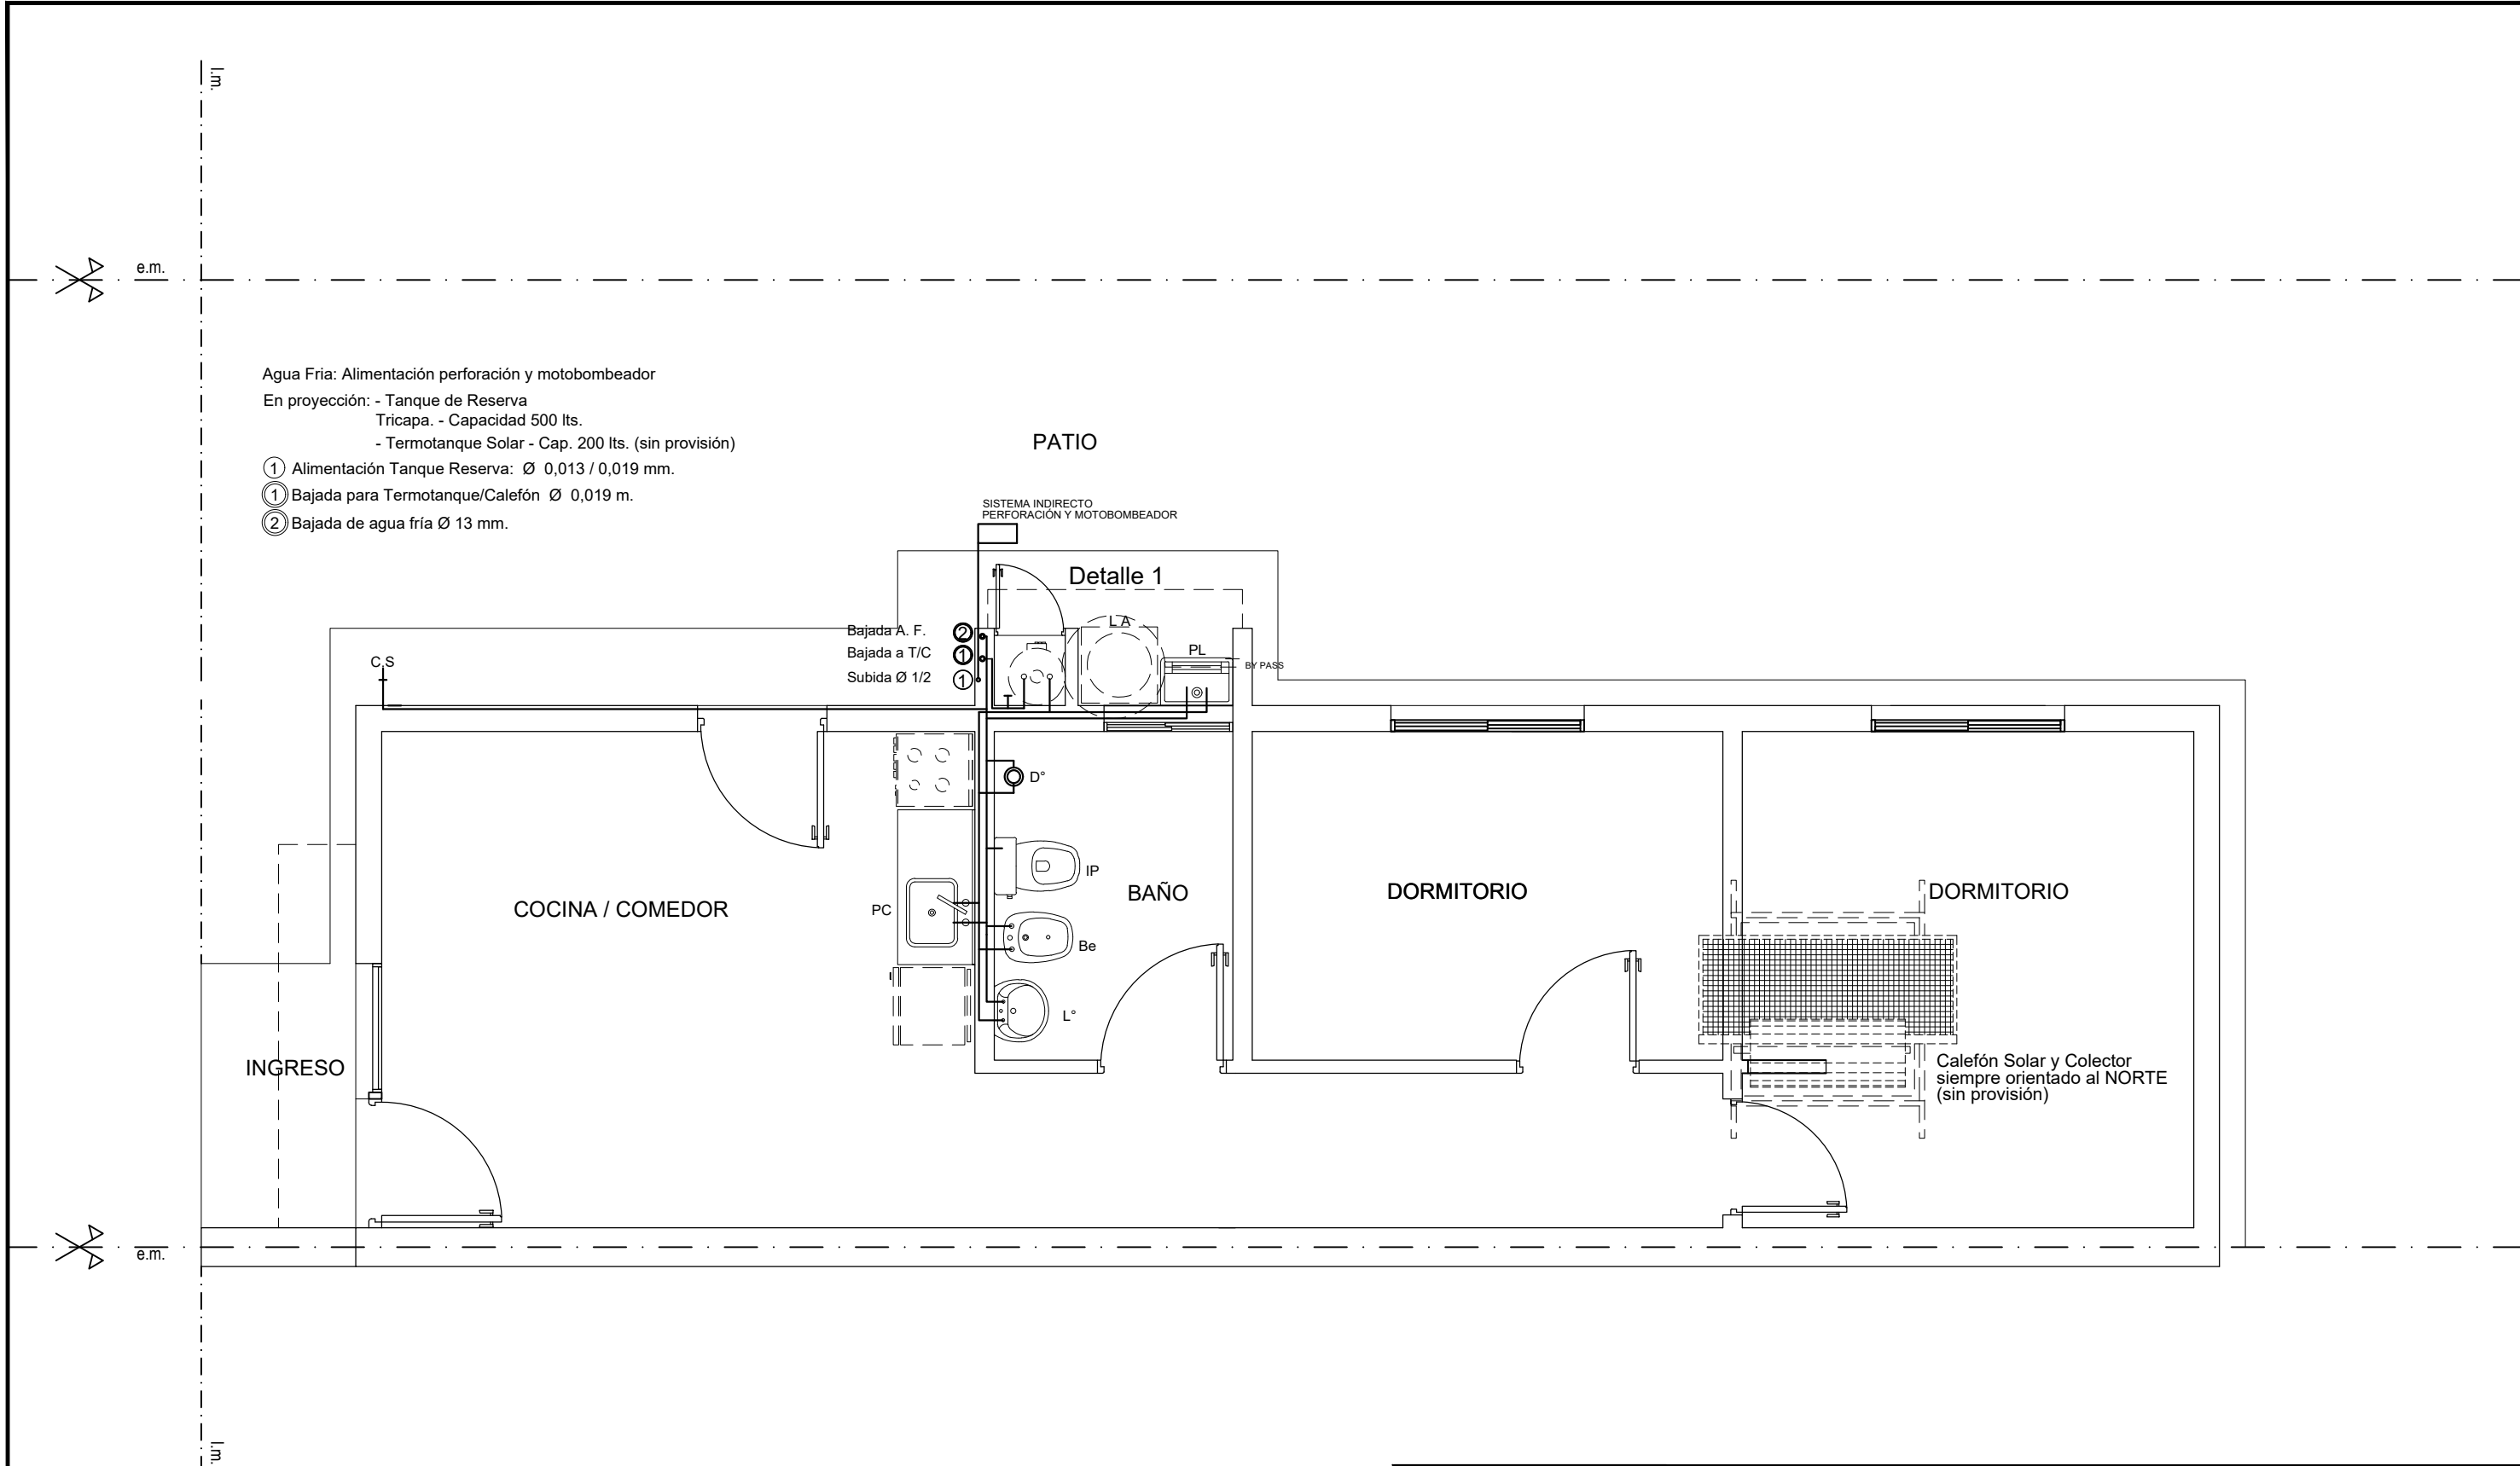 l.m.
e.m.
Agua Fria: Alimentación perforación y motobombeador
En proyección: - Tanque de Reserva
Tricapa. - Capacidad 500 lts.
- Termotanque Solar - Cap. 200 lts. (sin provisión)
1 Alimentación Tanque Reserva: Ø 0,013 / 0,019 mm.
1 Bajada para Termotanque/Calefón Ø 0,019 m.
2 Bajada de agua fría Ø 13 mm.
PATIO
SISTEMA INDIRECTO
PERFORACIÓN Y MOTOBOMBEADOR
Detalle 1
L A
Bajada A. F. 2
Bajada a T/C 1
Subida Ø 1/2 1
PL
BY PASS
C S
T
D°
IP
BAÑO
DORMITORIO
DORMITORIO
COCINA / COMEDOR
PC
Be
L°
INGRESO
Calefón Solar y Colector
siempre orientado al NORTE
(sin provisión)
e.m.
l.m.